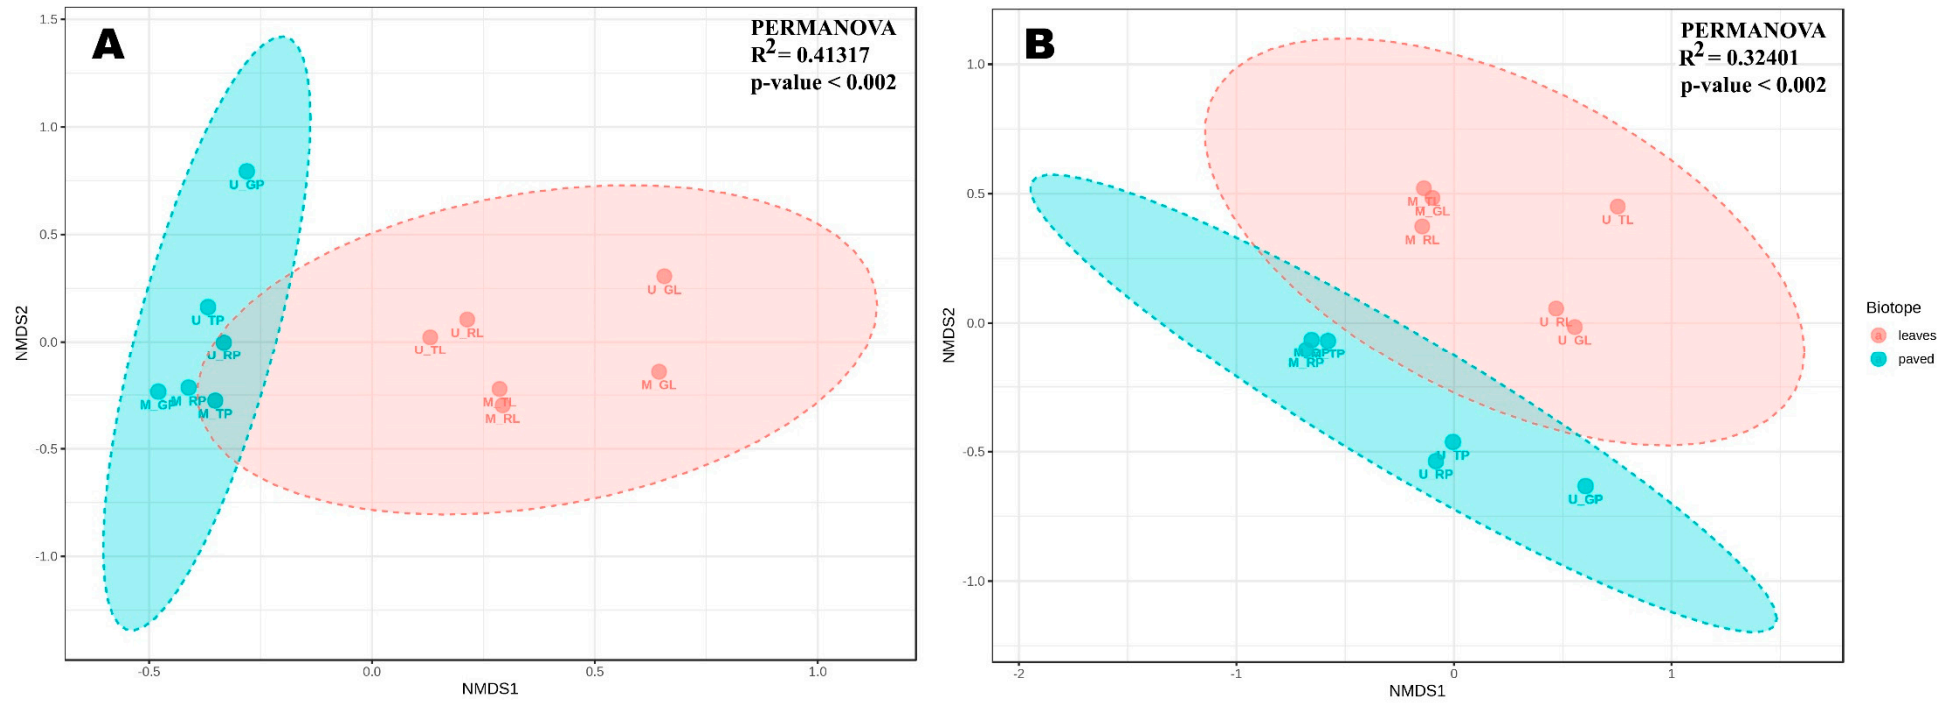 A
PERMANOVA
R2 = 0.41317
p-value < 0.002
1.5
1.0
0.5
0.0
-0.5
-1.0
NMDS2
U_GP
U_TP
U_RP
M_GP
M_RP
M_TP
U_GL
U_RL
U_TL
M_GL
M_TL
M_RL
-0.5
0.0
0.5
1.0
NMDS1
B
PERMANOVA
R2 = 0.32401
p-value < 0.002
1.0
0.5
0.0
-0.5
-1.0
NMDS2
M_TL
M_GL
M_RL
U_TL
U_RL
U_GL
M_TP
M_RP
U_TP
U_RP
U_GP
-2
-1
0
1
NMDS1
Biotope
a leaves
paved